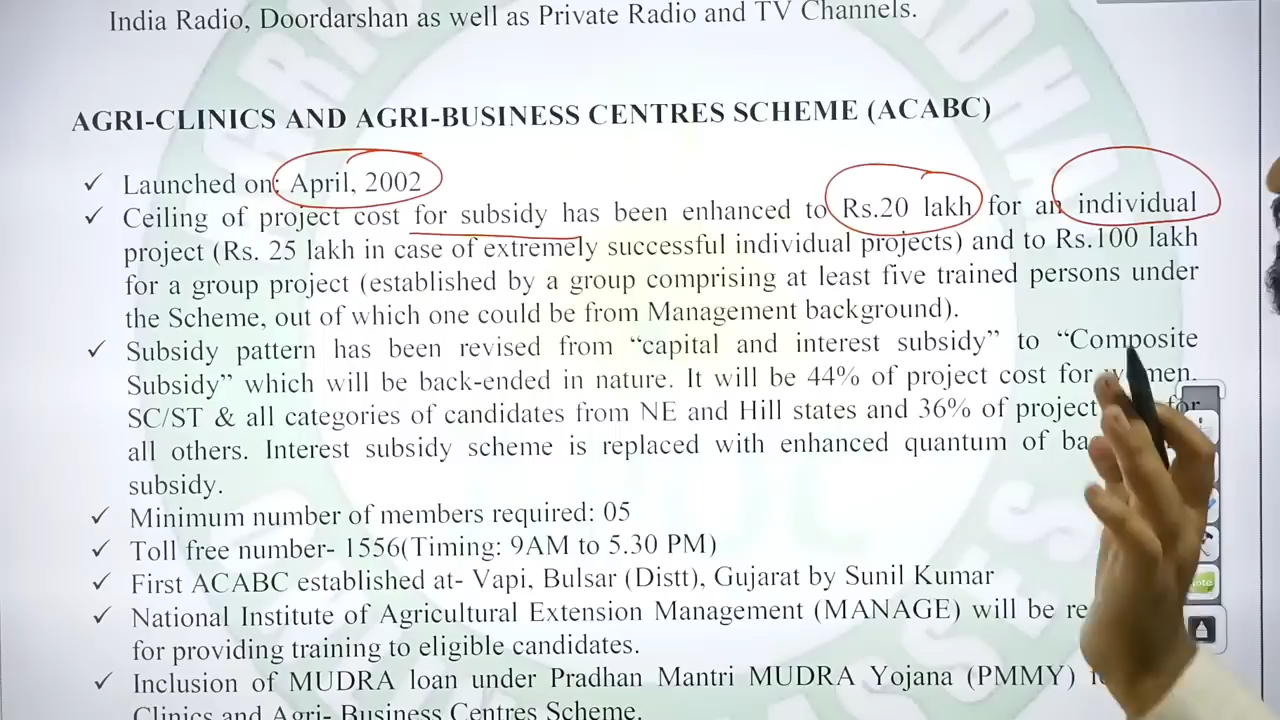 India Radio, Doordarshan as well as Private Radio and TV Channels.
AGRI-CLINICS AND AGRI-BUSINESS CENTRES SCHEME (ACABC)
✓ Launched on: April, 2002
✓ Ceiling of project cost for subsidy has been enhanced to Rs.20 lakh for an individual
project (Rs. 25 lakh in case of extremely successful individual projects) and to Rs.100 lakh
for a group project (established by a group comprising at least five trained persons under
the Scheme, out of which one could be from Management background).
✓ Subsidy pattern has been revised from “capital and interest subsidy” to “Composite
Subsidy” which will be back-ended in nature. It will be 44% of project cost for
SC/ST & all categories of candidates from NE and Hill states and 36% of project for
all others. Interest subsidy scheme is replaced with enhanced quantum of
subsidy.
✓ Minimum number of members required: 05
✓ Toll free number- 1556(Timing: 9AM to 5.30 PM)
✓ First ACABC established at- Vapi, Bulsar (Distt), Gujarat by Sunil Kumar
✓ National Institute of Agricultural Extension Management (MANAGE) will be
for providing training to eligible candidates.
✓ Inclusion of MUDRA loan under Pradhan Mantri MUDRA Yojana (PMMY)
Clinics and Agri- Business Centres Scheme.